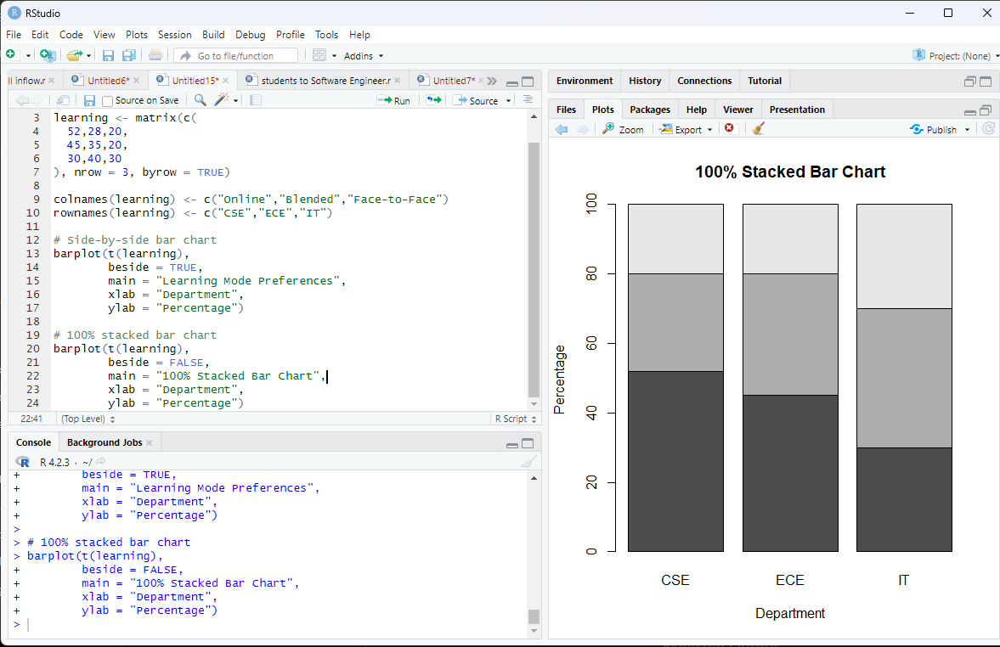 RStudio
File Edit Code View Plots Session Build Debug Profile Tools Help
Go to file/function Addins Project: (None)
ll inflow.r Untitled6* Untitled15* students to Software Engineer.r Untitled7*
Source on Save Run Source
3 learning <- matrix(c(
4   52,28,20,
5   45,35,20,
6   30,40,30
7 ), nrow = 3, byrow = TRUE)
8
9 colnames(learning) <- c("Online","Blended","Face-to-Face")
10 rownames(learning) <- c("CSE","ECE","IT")
11
12 # Side-by-side bar chart
13 barplot(t(learning),
14         beside = TRUE,
15         main = "Learning Mode Preferences",
16         xlab = "Department",
17         ylab = "Percentage")
18
19 # 100% stacked bar chart
20 barplot(t(learning),
21         beside = FALSE,
22         main = "100% Stacked Bar Chart",
23         xlab = "Department",
24         ylab = "Percentage")
22:41 (Top Level) R Script
Console Background Jobs
R R 4.2.3 · ~/
+         beside = TRUE,
+         main = "Learning Mode Preferences",
+         xlab = "Department",
+         ylab = "Percentage")
>
> # 100% stacked bar chart
> barplot(t(learning),
+         beside = FALSE,
+         main = "100% Stacked Bar Chart",
+         xlab = "Department",
+         ylab = "Percentage")
>
Environment History Connections Tutorial
Files Plots Packages Help Viewer Presentation
Zoom Export Publish
100% Stacked Bar Chart
Percentage
100
80
60
40
20
0
CSE ECE IT
Department